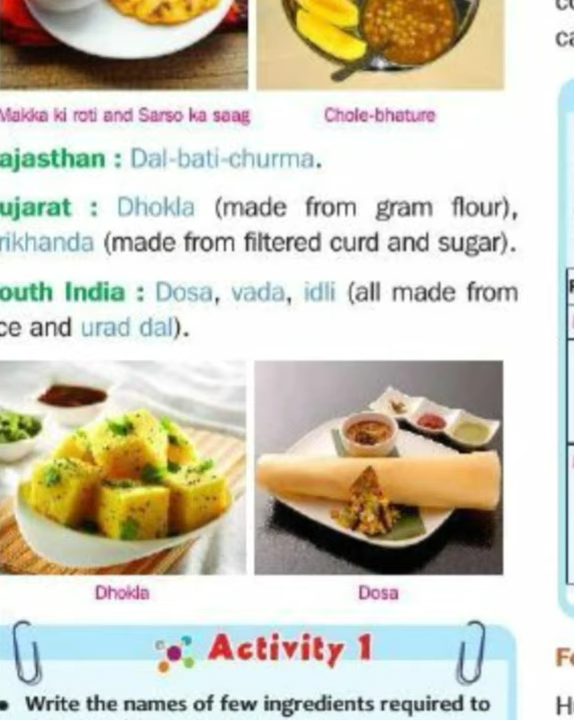 Makka ki roti and Sarso ka saag
Chole-bhature
ajasthan : Dal-bati-churma.
ujarat : Dhokla (made from gram flour),
rikhanda (made from filtered curd and sugar).
outh India : Dosa, vada, idli (all made from
ce and urad dal).
Dhokla
Dosa
Activity 1
• Write the names of few ingredients required to